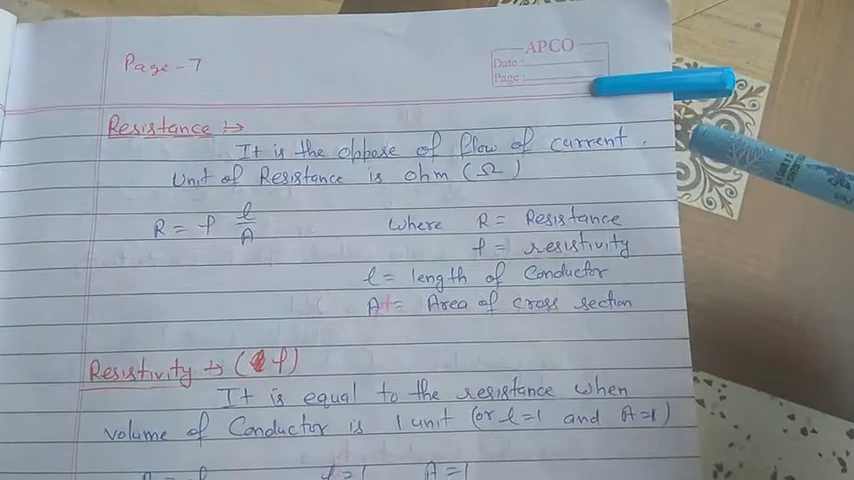 Page-7
APCO
Date :
Page :
Resistance →
It is the oppose of flow of current.
Unit of Resistance is ohm (Ω)
R = ρ l/A where R = Resistance
ρ = resistivity
l = length of Conductor
A = Area of cross section
Resistivity → ( ρ)
It is equal to the resistance when
volume of Conductor is 1 unit (or l=1 and A=1)
l=1 A=1